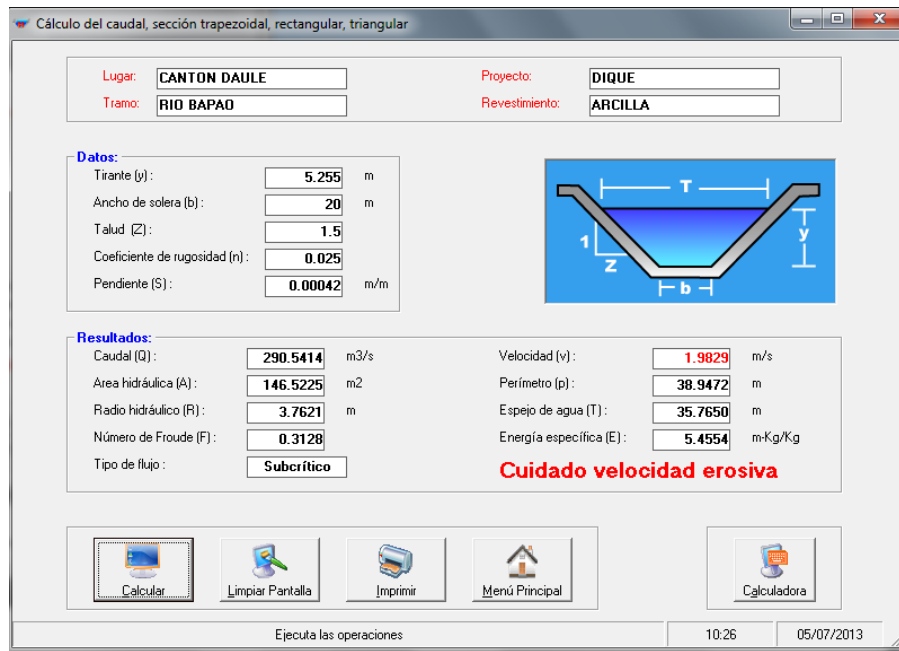 Cálculo del caudal, sección trapezoidal, rectangular, triangular
Lugar: CANTON DAULE Proyecto: DIQUE
Tramo: RIO BAPAO Revestimiento: ARCILLA
Datos:
Tirante (y) : 5.255 m
Ancho de solera (b) : 20 m
Talud (Z) : 1.5
Coeficiente de rugosidad (n) : 0.025
Pendiente (S) : 0.00042 m/m
T
1
Z
y
b
Resultados:
Caudal (Q) : 290.5414 m3/s Velocidad (v) : 1.9829 m/s
Area hidráulica (A) : 146.5225 m2 Perímetro (p) : 38.9472 m
Radio hidráulico (R) : 3.7621 m Espejo de agua (T) : 35.7650 m
Número de Froude (F) : 0.3128 Energía específica (E) : 5.4554 m-Kg/Kg
Tipo de flujo : Subcrítico Cuidado velocidad erosiva
Calcular Limpiar Pantalla Imprimir Menú Principal Calculadora
Ejecuta las operaciones 10:26 05/07/2013